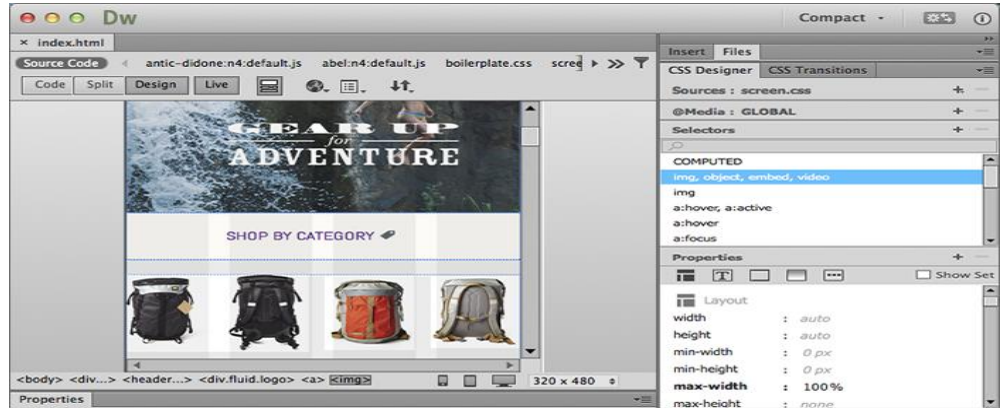 Dw
Compact
index.html
Source Code antic-didone:n4:default.js abel:n4:default.js boilerplate.css scree
Code Split Design Live
GEAR UP
for
ADVENTURE
SHOP BY CATEGORY
<body> <div...> <header...> <div.fluid.logo> <a> <img> 320 x 480
Properties
Insert Files
CSS Designer CSS Transitions
Sources : screen.css
@Media : GLOBAL
Selectors
COMPUTED
img, object, embed, video
img
a:hover, a:active
a:hover
a:focus
Properties
T Show Set
Layout
width : auto
height : auto
min-width : 0 px
min-height : 0 px
max-width : 100%
max-height : none